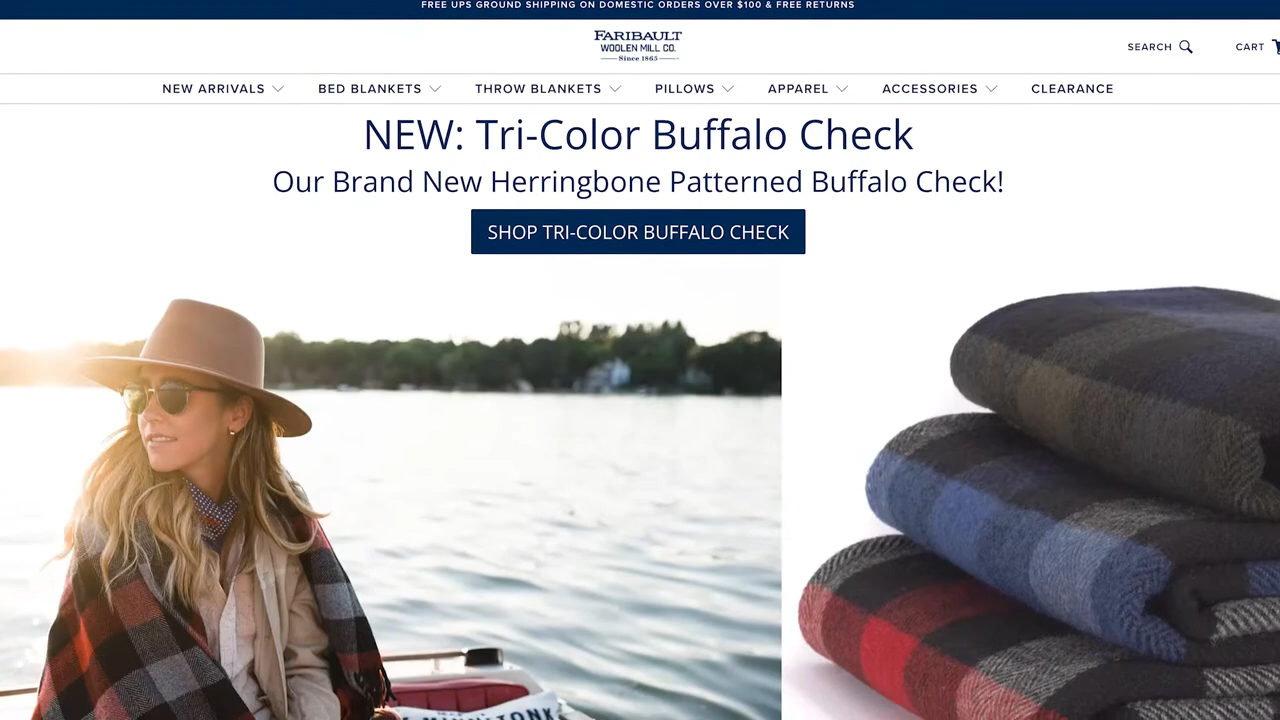 FREE UPS GROUND SHIPPING ON DOMESTIC ORDERS OVER $100 & FREE RETURNS
FARIBAULT
WOOLEN MILL CO.
Since 1865
SEARCH
CART
NEW ARRIVALS
BED BLANKETS
THROW BLANKETS
PILLOWS
APPAREL
ACCESSORIES
CLEARANCE
NEW: Tri-Color Buffalo Check
Our Brand New Herringbone Patterned Buffalo Check!
SHOP TRI-COLOR BUFFALO CHECK